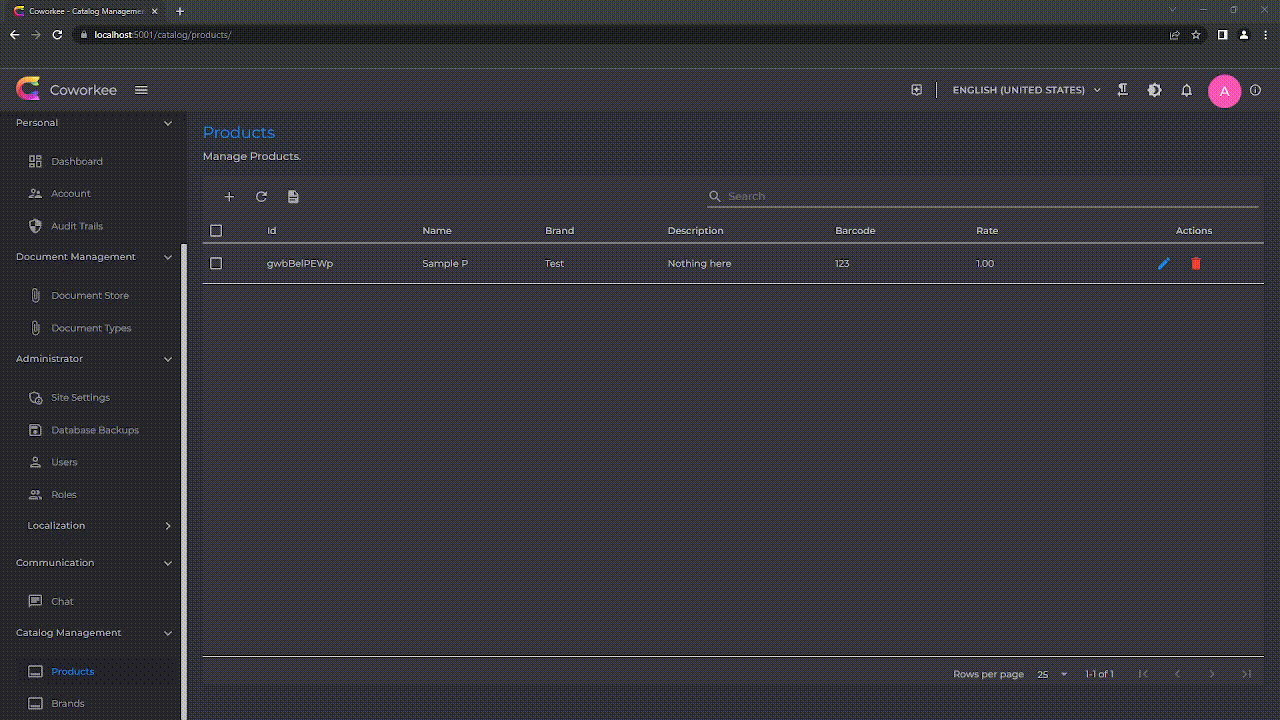 Coworkee - Catalog Managemer
localhost:5001/catalog/products/
Coworkee
ENGLISH (UNITED STATES)
A
Personal
Dashboard
Account
Audit Trails
Document Management
Document Store
Document Types
Administrator
Site Settings
Database Backups
Users
Roles
Localization
Communication
Chat
Catalog Management
Products
Brands
Products
Manage Products.
Search
Id Name Brand Description Barcode Rate Actions
gwbBelPEWp Sample P Test Nothing here 123 1.00
Rows per page 25 1-1 of 1